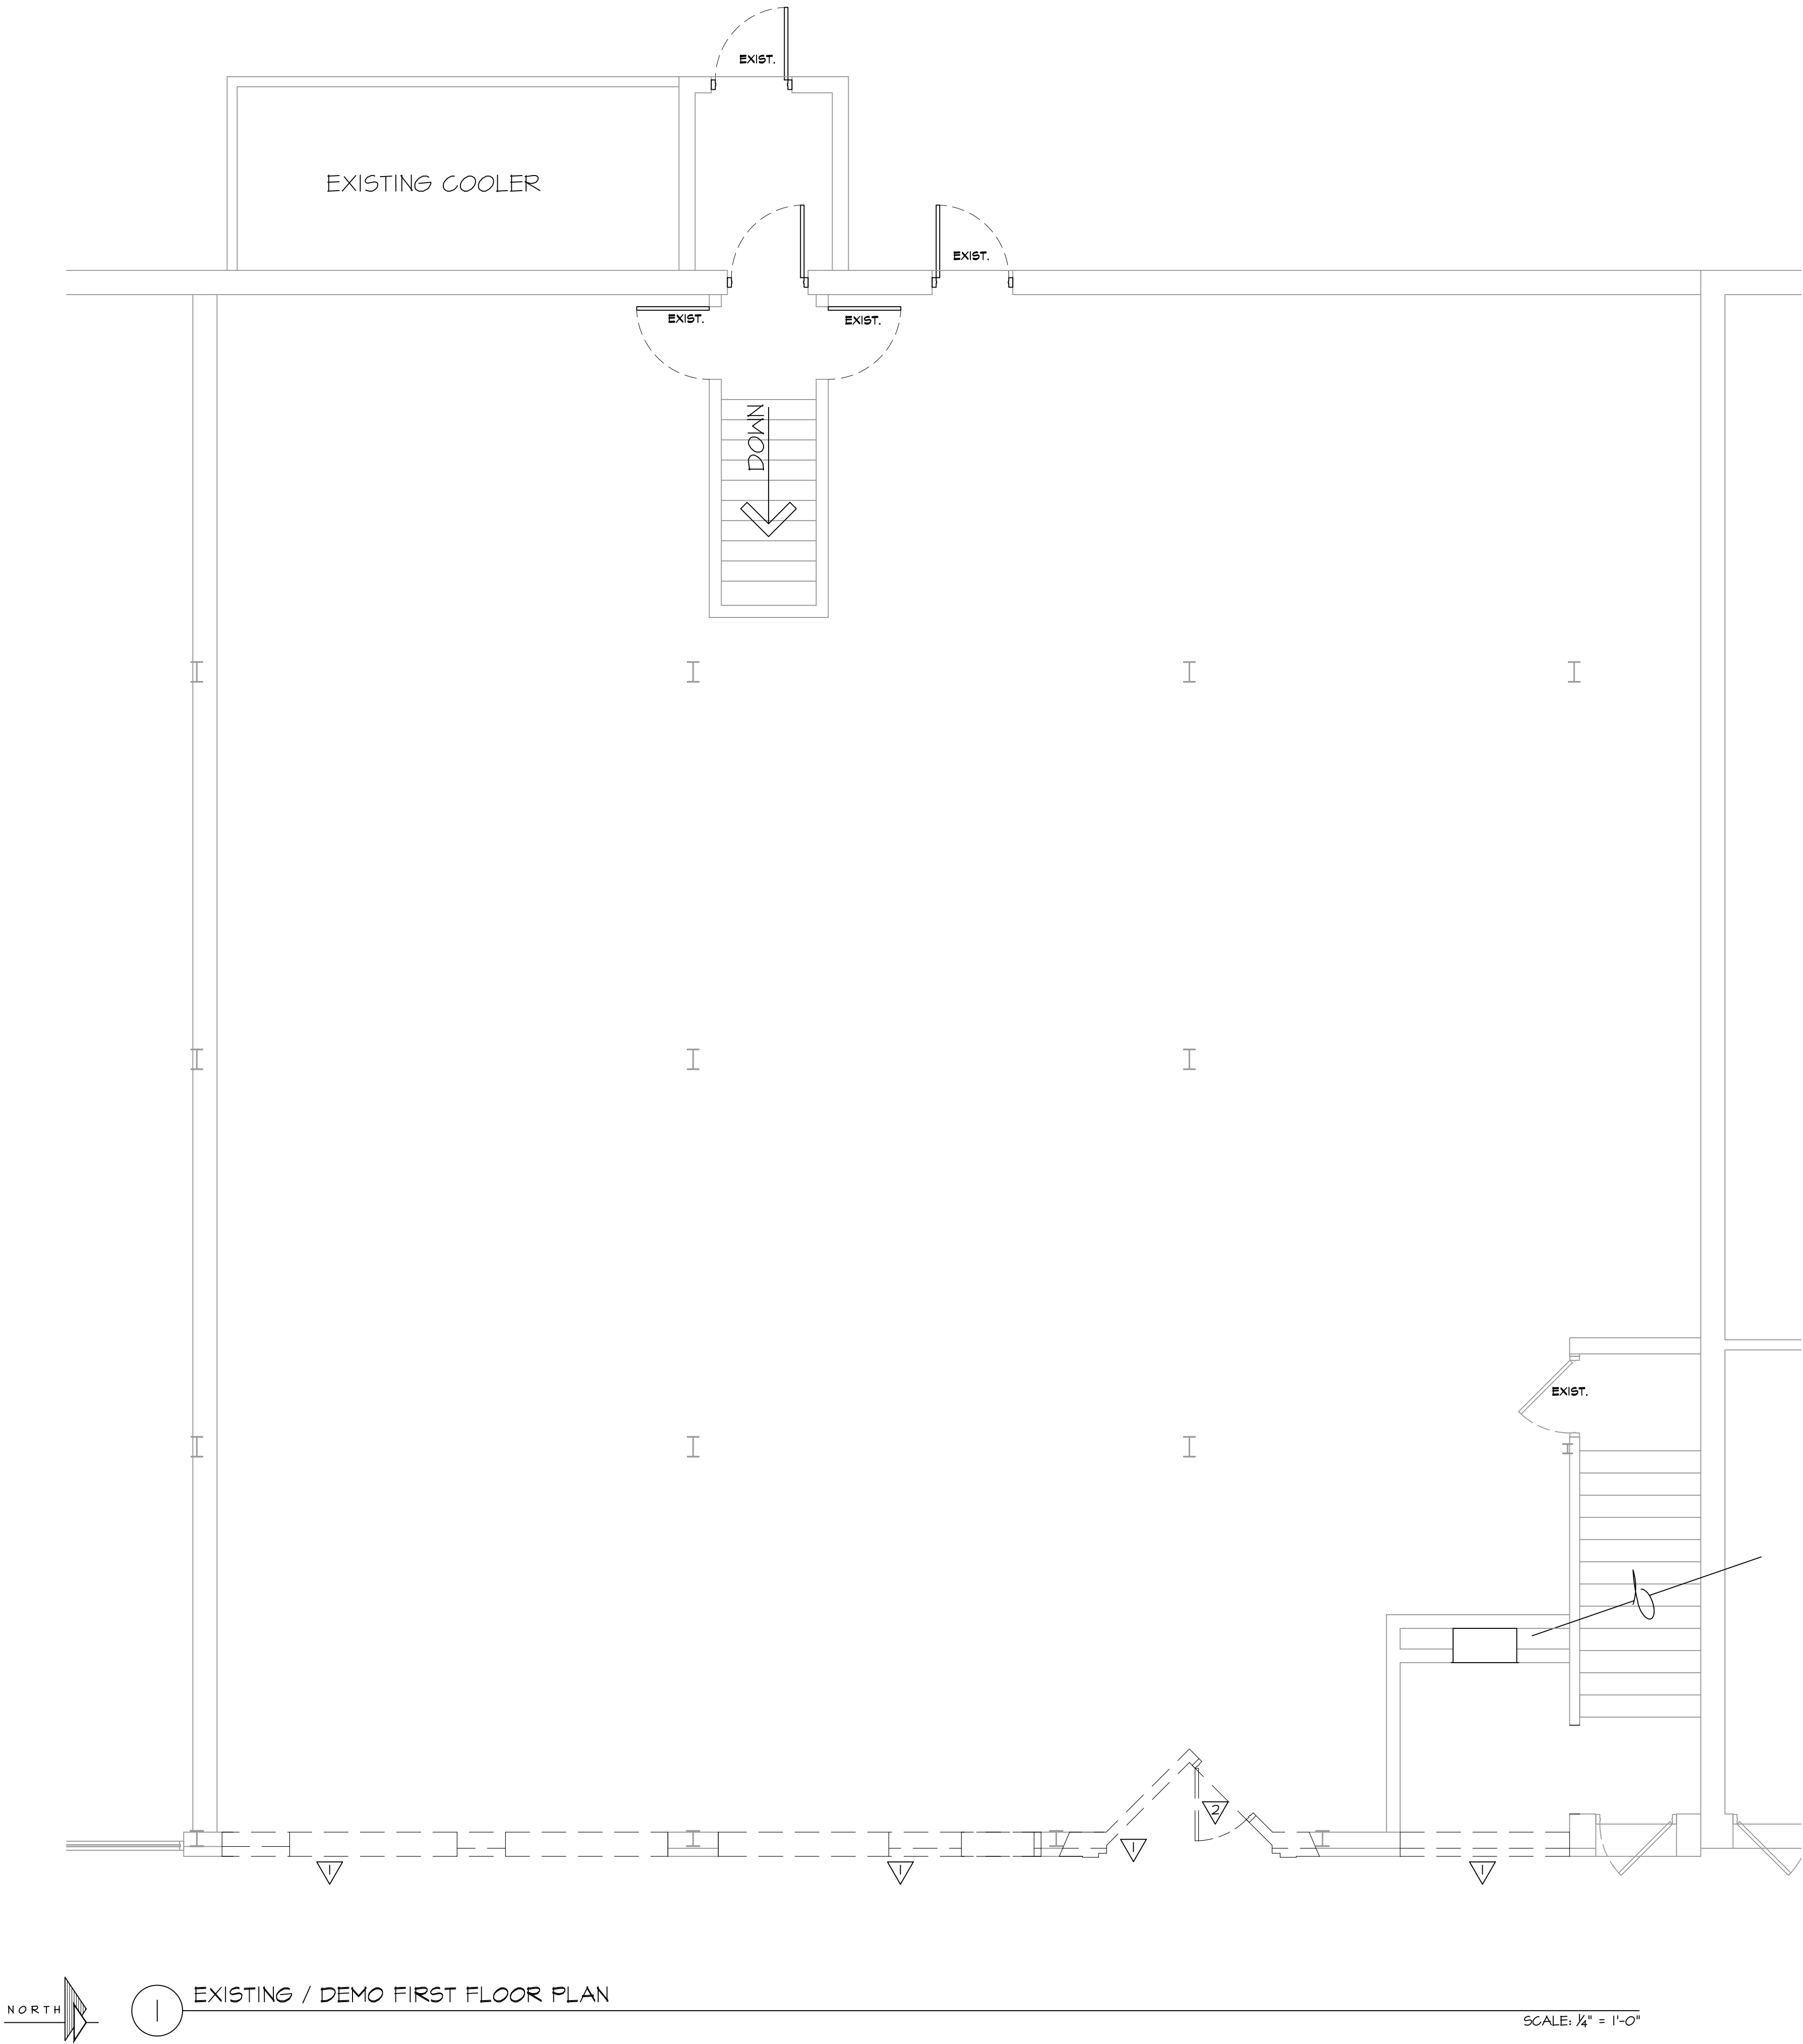 EXIST.
EXISTING COOLER
EXIST.
EXIST.
EXIST.
DOWN
EXIST.
2
1
1
1
1
NORTH
1
EXISTING / DEMO FIRST FLOOR PLAN
SCALE: 1/4" = 1'-0"